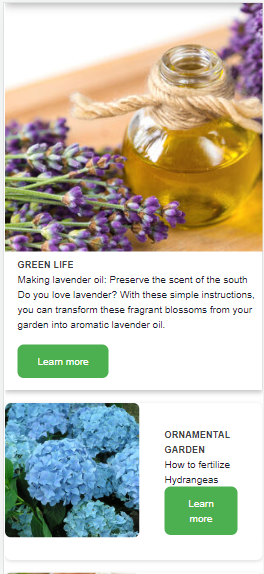 GREEN LIFE
Making lavender oil: Preserve the scent of the south
Do you love lavender? With these simple instructions,
you can transform these fragrant blossoms from your
garden into aromatic lavender oil.
Learn more
ORNAMENTAL
GARDEN
How to fertilize
Hydrangeas
Learn
more